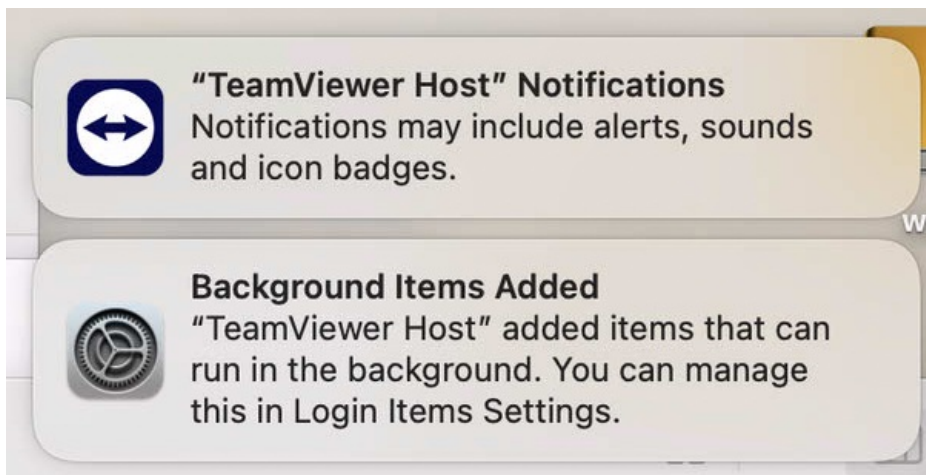 “TeamViewer Host” Notifications
Notifications may include alerts, sounds
and icon badges.
Background Items Added
“TeamViewer Host” added items that can
run in the background. You can manage
this in Login Items Settings.